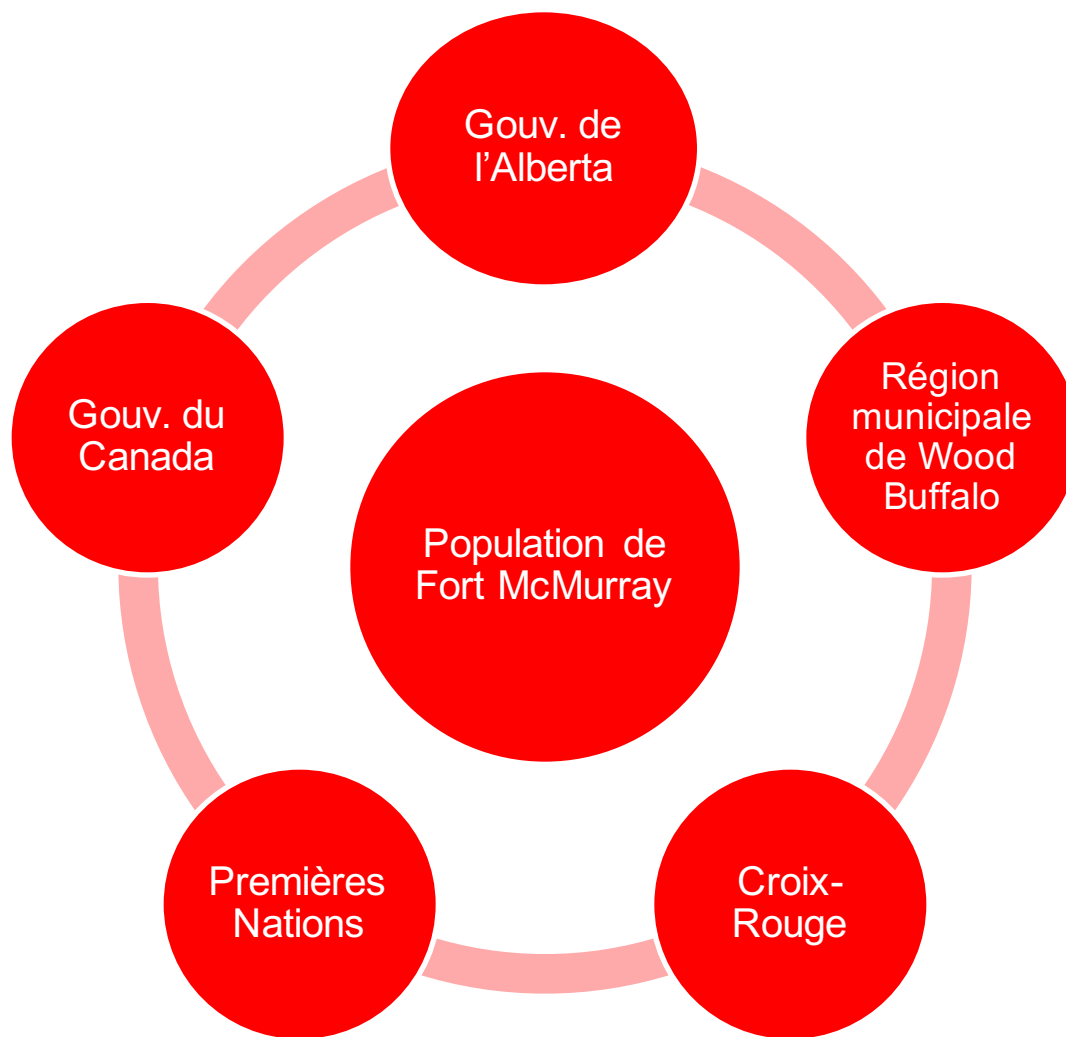 Gouv. de
l’Alberta
Région
municipale
de Wood
Buffalo
Gouv. du
Canada
Population de
Fort McMurray
Premières
Nations
Croix-
Rouge